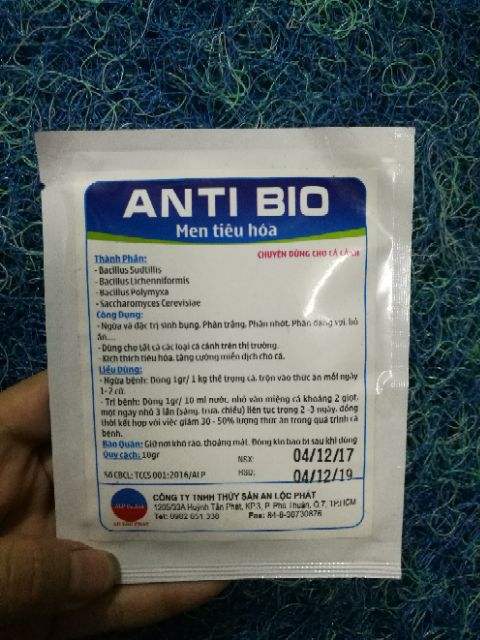 ANTI BIO
Men tiêu hóa
CHUYÊN DÙNG CHO CÁ CẢNH
Thành Phần:
- Bacillus Sudtillis
- Bacillus Lichenniformis
- Bacillus Polymyxa
- Saccharomyces Cerevisiae
Công Dụng:
- Ngừa và đặc trị sình bụng. Phân trắng. Phân nhớt. Phân dạng sợi. bỏ
ăn....
- Dùng cho tất cả các loại cá cảnh trên thị trường.
- Kích thích tiêu hóa. tăng cường miễn dịch cho cá.
Liều Dùng:
- Ngừa bệnh: Dùng 1gr/ 1 kg thể trọng cá. trộn vào thức ăn mỗi ngày
1-2 cữ.
- Trị bệnh: Dùng 1gr/ 10 ml nước. nhỏ vào miệng cá khoảng 2 giọt.
một ngày nhỏ 3 lần (sáng. trưa. chiều) liên tục trong 2 -3 ngày. đồng
thời kết hợp với việc giảm 30 - 50% lượng thức ăn trong quá trình cá
bệnh.
Bảo Quản: Giữ nơi khô ráo. thoáng mát. Đóng kín bao bì sau khi dùng
Quy cách: 10gr
NSX: 04/12/17
Số CBCL: TCCS 001:2016/ALP
HSD: 04/12/19
CÔNG TY TNHH THỦY SẢN AN LỘC PHÁT
1205/33A Huỳnh Tấn Phát, KP.3, P. Phú Thuận, Q.7, TP.HCM
Tel: 0902 651 338 Fax: 84-8-38730876
AN LỘC PHÁT